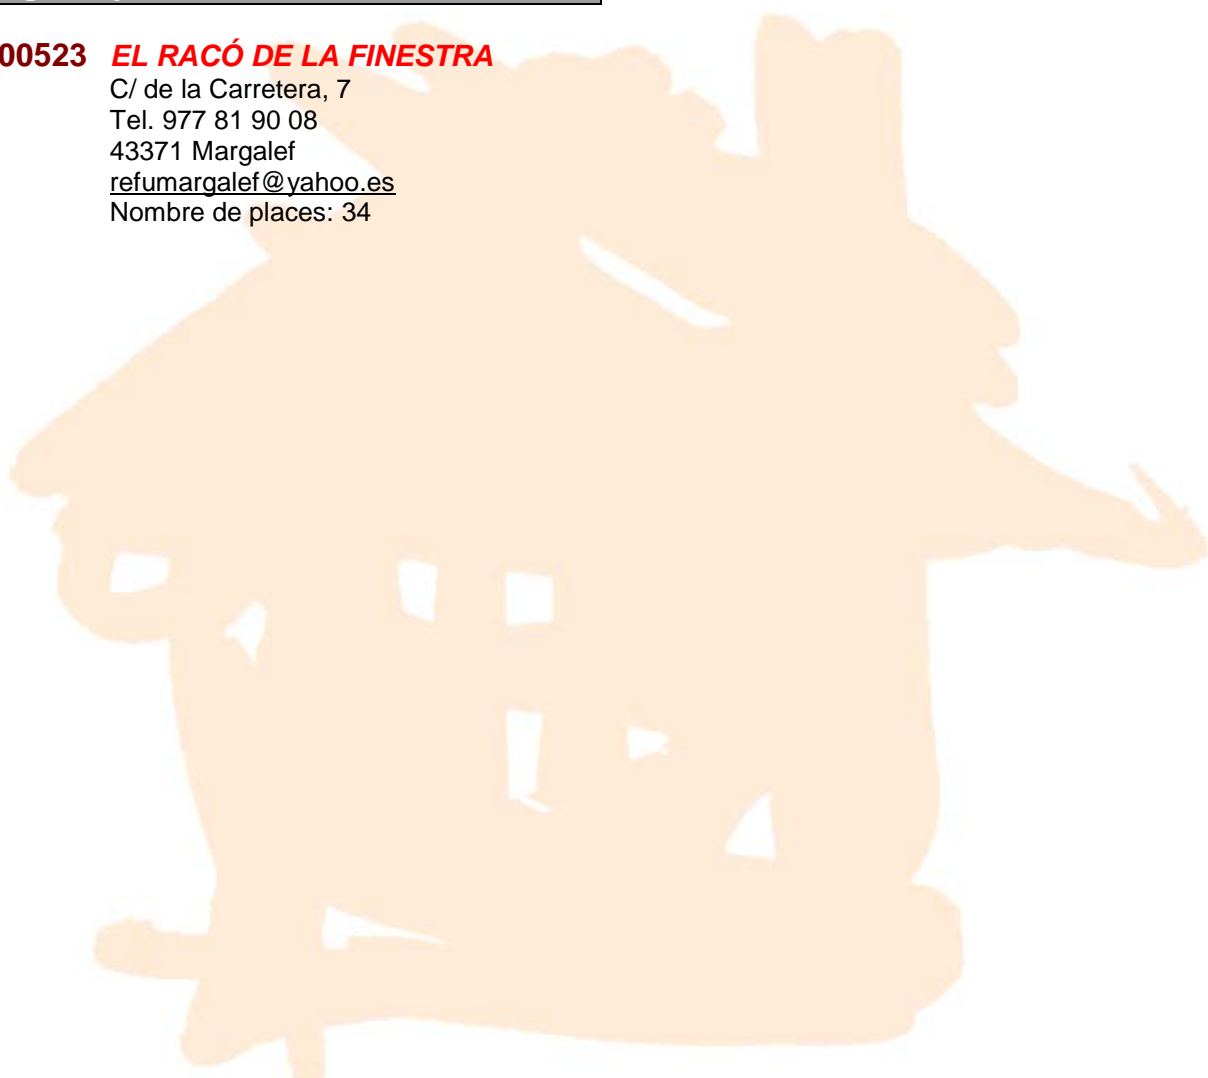 00523 EL RACÓ DE LA FINESTRA
C/ de la Carretera, 7
Tel. 977 81 90 08
43371 Margalef
refumargalef@yahoo.es
Nombre de places: 34